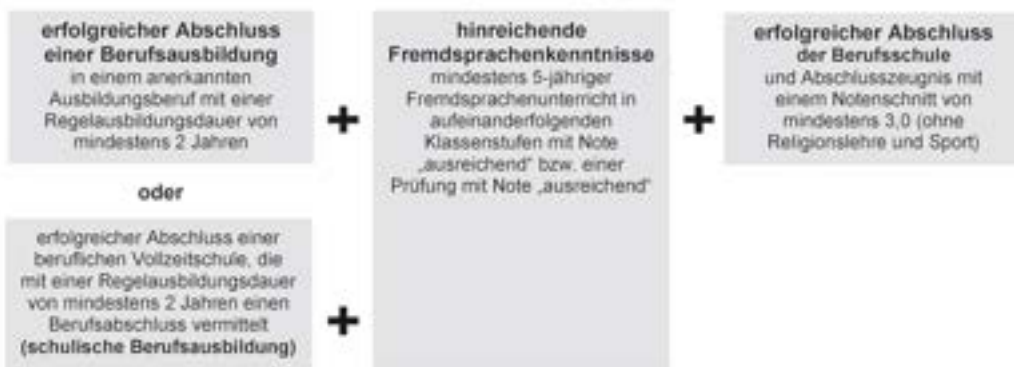 erfolgreicher Abschluss
einer Berufsausbildung
in einem anerkannten
Ausbildungsberuf mit einer
Regelausbildungsdauer von
mindestens 2 Jahren
+
hinreichende
Fremdsprachenkenntnisse
mindestens 5-jähriger
Fremdsprachenunterricht in
aufeinanderfolgenden
Klassenstufen mit Note
„ausreichend“ bzw. einer
Prüfung mit Note „ausreichend“
+
erfolgreicher Abschluss
der Berufsschule
und Abschlusszeugnis mit
einem Notenschnitt von
mindestens 3,0 (ohne
Religionslehre und Sport)
oder
erfolgreicher Abschluss einer
beruflichen Vollzeitschule, die
mit einer Regelausbildungsdauer
von mindestens 2 Jahren einen
Berufsabschluss vermittelt
(schulische Berufsausbildung)
+